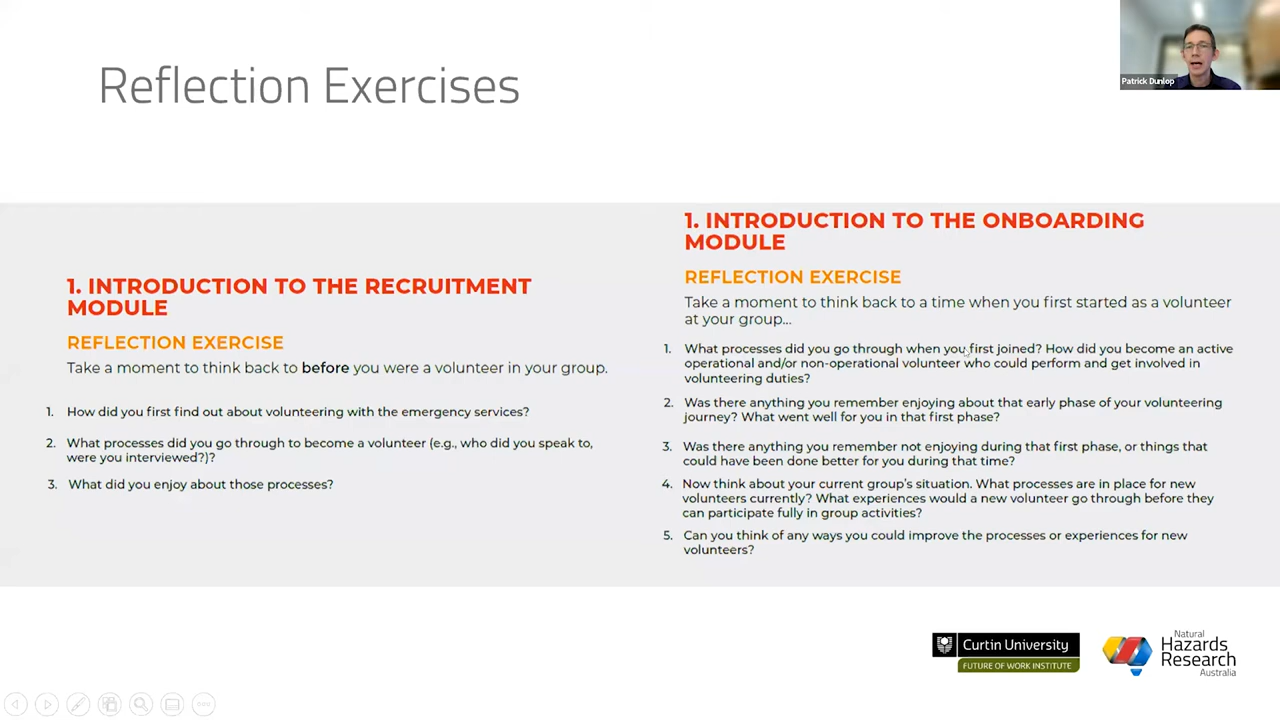 Reflection Exercises
Patrick Dunlop
1. INTRODUCTION TO THE RECRUITMENT
MODULE
REFLECTION EXERCISE
Take a moment to think back to before you were a volunteer in your group.
1. How did you first find out about volunteering with the emergency services?
2. What processes did you go through to become a volunteer (e.g., who did you speak to,
were you interviewed?)?
3. What did you enjoy about those processes?
1. INTRODUCTION TO THE ONBOARDING
MODULE
REFLECTION EXERCISE
Take a moment to think back to a time when you first started as a volunteer
at your group...
1. What processes did you go through when you first joined? How did you become an active
operational and/or non-operational volunteer who could perform and get involved in
volunteering duties?
2. Was there anything you remember enjoying about that early phase of your volunteering
journey? What went well for you in that first phase?
3. Was there anything you remember not enjoying during that first phase, or things that
could have been done better for you during that time?
4. Now think about your current group's situation. What processes are in place for new
volunteers currently? What experiences would a new volunteer go through before they
can participate fully in group activities?
5. Can you think of any ways you could improve the processes or experiences for new
volunteers?
Curtin University
FUTURE OF WORK INSTITUTE
Natural
Hazards
Research
Australia